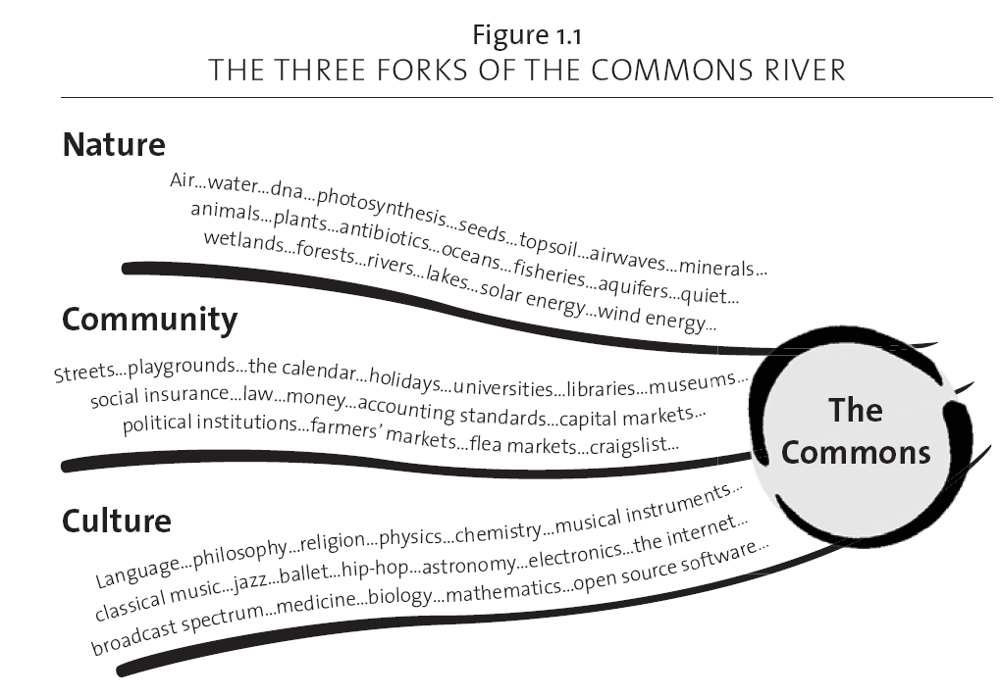 Figure 1.1
THE THREE FORKS OF THE COMMONS RIVER
Nature
Air...water...dna...photosynthesis...seeds...topsoil...airwaves...minerals...
animals...plants...antibiotics...oceans...fisheries...aquifers...quiet...
wetlands...forests...rivers...lakes...solar energy...wind energy...
Community
Streets...playgrounds...the calendar...holidays...universities...libraries...museums...
social insurance...law...money...accounting standards...capital markets...
political institutions...farmers' markets...flea markets...craigslist...
Culture
Language...philosophy...religion...physics...chemistry...musical instruments...
classical music...jazz...ballet...hip-hop...astronomy...electronics...the internet...
broadcast spectrum...medicine...biology...mathematics...open source software...
The
Commons